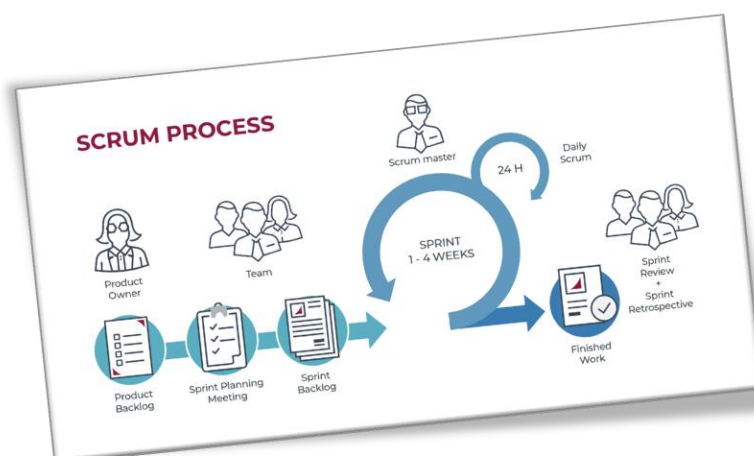 SCRUM PROCESS
Scrum master
24 H
Daily
Scrum
Product
Owner
Team
SPRINT
1 - 4 WEEKS
Sprint
Review
+
Sprint
Retrospective
Product
Backlog
Sprint Planning
Meeting
Sprint
Backlog
Finished
Work